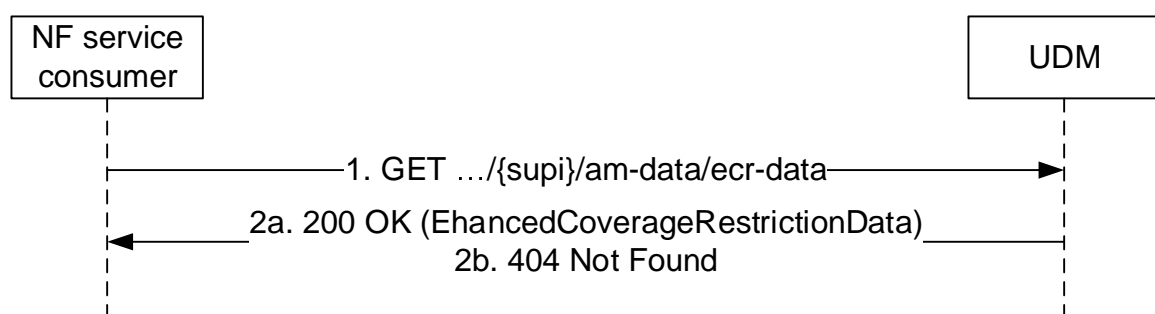 NF service
consumer
UDM
1. GET …/{supi}/am-data/ecr-data
2a. 200 OK (EhancedCoverageRestrictionData)
2b. 404 Not Found